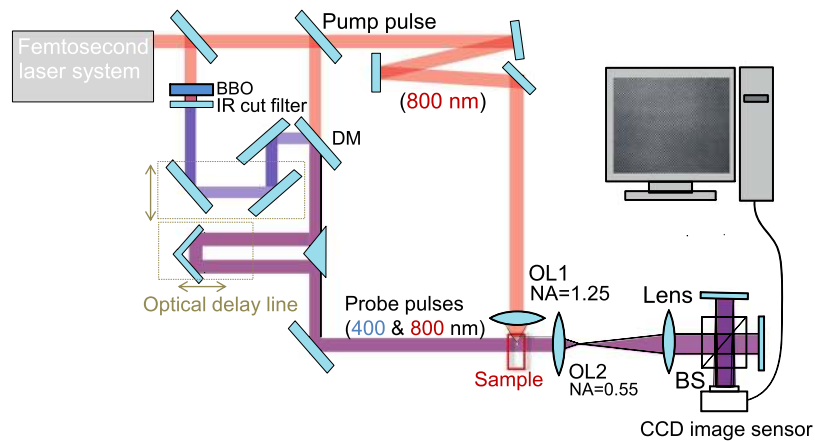 Pump pulse
Femtosecond
laser system
BBO
IR cut filter
(800 nm)
DM
OL1
NA=1.25
Optical delay line
Probe pulses
(400 & 800 nm)
Lens
Sample
OL2
NA=0.55
BS
CCD image sensor